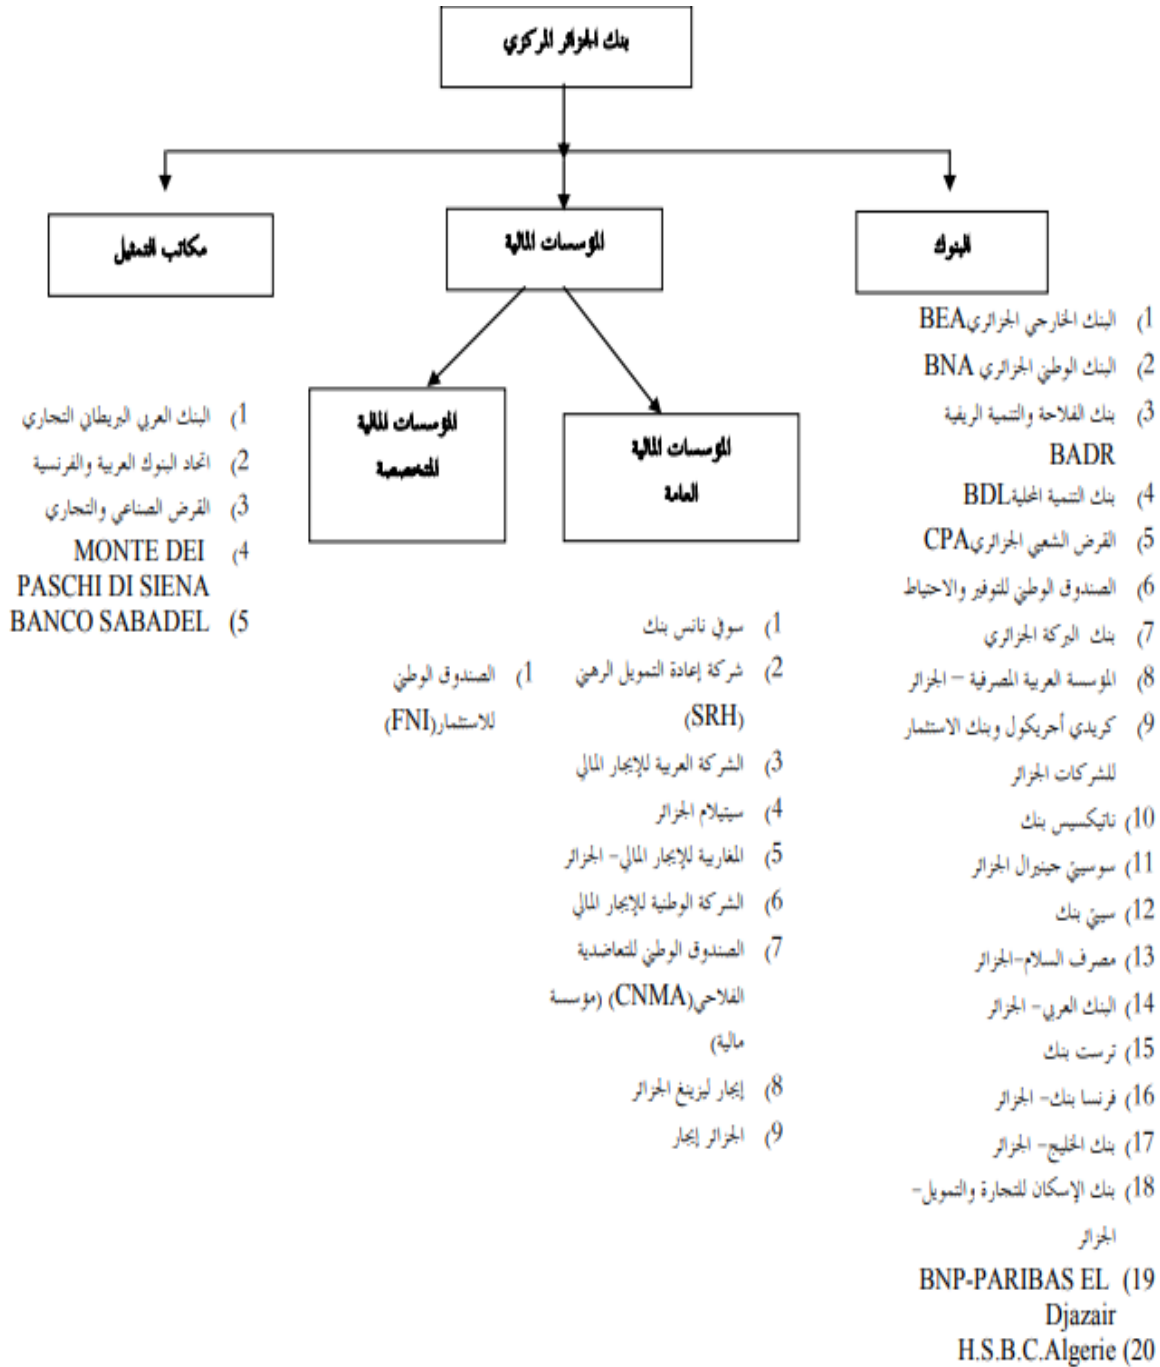 بنك الجزائر المركزي
البنوك
المؤسسات المالية
مكاتب التمثيل
المؤسسات المالية
العامة
المؤسسات المالية
المتخصصة
1) البنك الخارجي الجزائريBEA
2) البنك الوطني الجزائري BNA
3) بنك الفلاحة والتنمية الريفية
BADR
4) بنك التنمية المحليةBDL
5) القرض الشعبي الجزائريCPA
6) الصندوق الوطني للتوفير والاحتياط
7) بنك البركة الجزائري
8) المؤسسة العربية المصرفية – الجزائر
9) كريدي أجريكول وبنك الاستثمار
للشركات الجزائر
10) ناتيكسيس بنك
11) سوسيتي جينيرال الجزائر
12) سيتي بنك
13) مصرف السلام-الجزائر
14) البنك العربي- الجزائر
15) ترست بنك
16) فرنسا بنك- الجزائر
17) بنك الخليج- الجزائر
18) بنك الإسكان للتجارة والتمويل-
الجزائر
19) BNP-PARIBAS EL
Djazair
20) H.S.B.C.Algerie
1) سوفي نانس بنك
2) شركة إعادة التمويل الرهني
(SRH)
3) الشركة العربية للإيجار المالي
4) سيتيلام الجزائر
5) المغاربية للإيجار المالي- الجزائر
6) الشركة الوطنية للإيجار المالي
7) الصندوق الوطني للتعاضدية
الفلاحي(CNMA) (مؤسسة
مالية)
8) إيجار ليزينغ الجزائر
9) الجزائر إيجار
1) الصندوق الوطني
للاستثمار(FNI)
1) البنك العربي البريطاني التجاري
2) اتحاد البنوك العربية والفرنسية
3) القرض الصناعي والتجاري
4) MONTE DEI
PASCHI DI SIENA
5) BANCO SABADEL